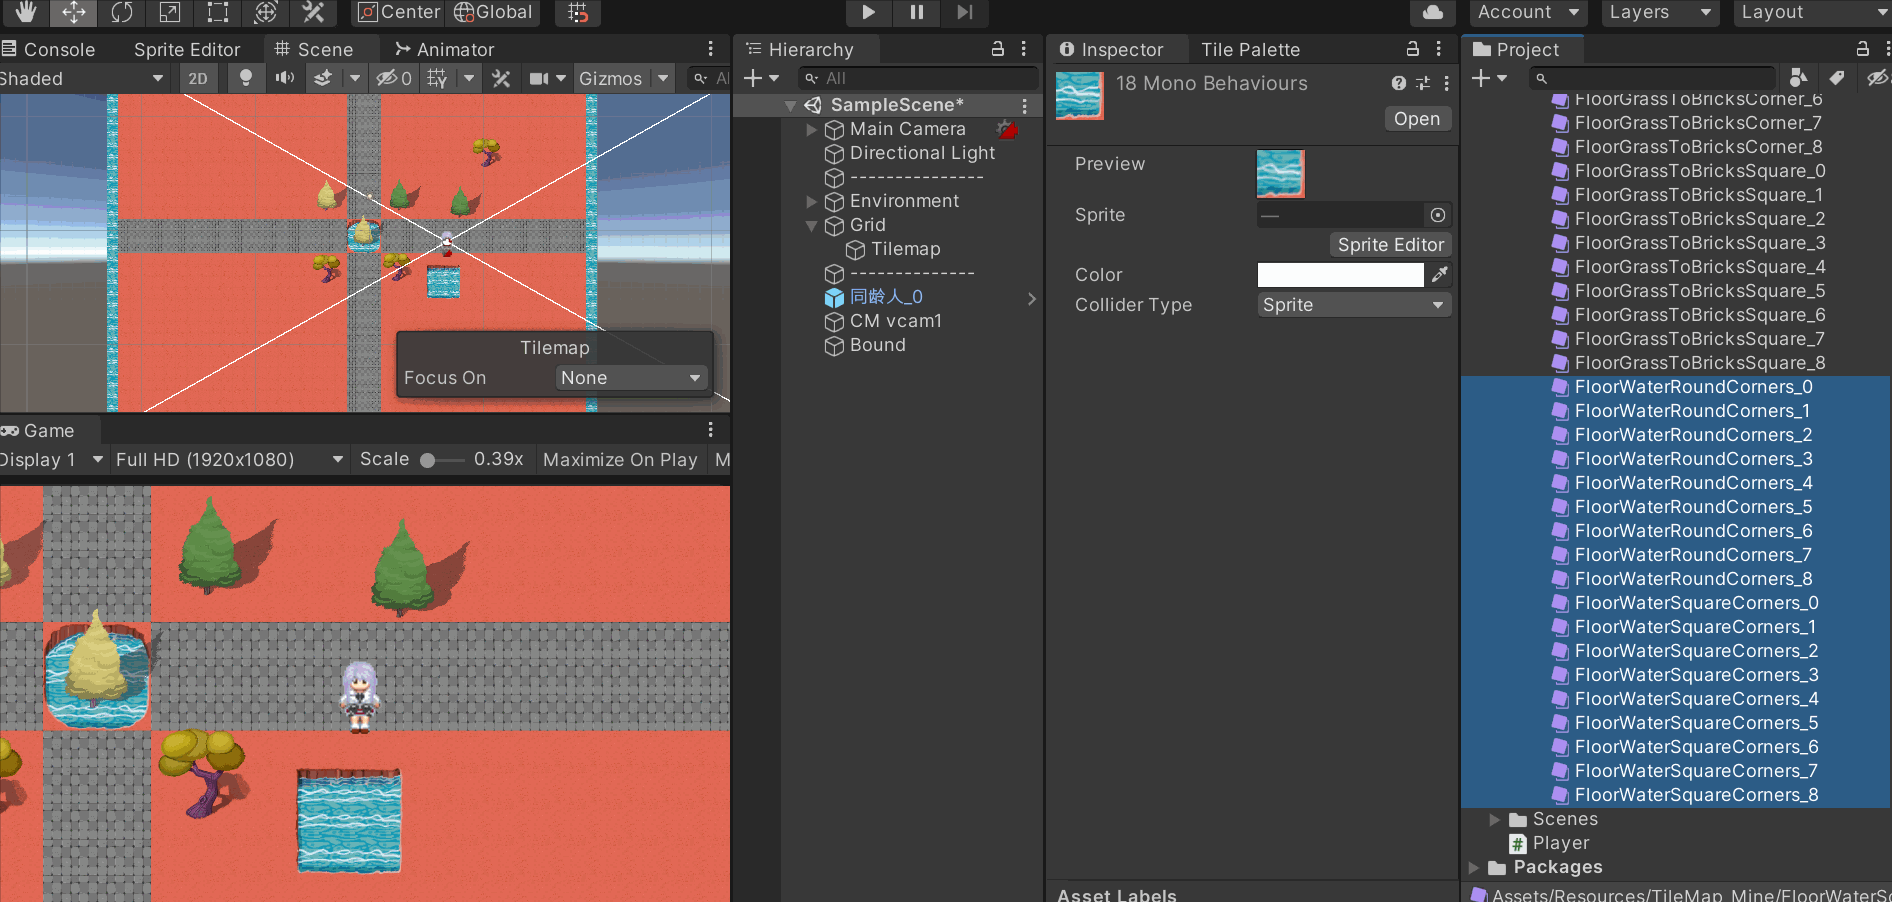 Center
Global
Account
Layers
Layout
Console
Sprite Editor
Scene
Animator
Shaded
2D
0
Gizmos
Tilemap
Focus On
None
Game
Display 1
Full HD (1920x1080)
Scale
0.39x
Maximize On Play
M
Hierarchy
All
SampleScene*
Main Camera
Directional Light
---------------
Environment
Grid
Tilemap
--------------
同龄人_0
CM vcam1
Bound
Inspector
Tile Palette
18 Mono Behaviours
Open
Preview
Sprite
—
Sprite Editor
Color
Collider Type
Sprite
Asset Labels
Project
FloorGrassToBricksCorner_6
FloorGrassToBricksCorner_7
FloorGrassToBricksCorner_8
FloorGrassToBricksSquare_0
FloorGrassToBricksSquare_1
FloorGrassToBricksSquare_2
FloorGrassToBricksSquare_3
FloorGrassToBricksSquare_4
FloorGrassToBricksSquare_5
FloorGrassToBricksSquare_6
FloorGrassToBricksSquare_7
FloorGrassToBricksSquare_8
FloorWaterRoundCorners_0
FloorWaterRoundCorners_1
FloorWaterRoundCorners_2
FloorWaterRoundCorners_3
FloorWaterRoundCorners_4
FloorWaterRoundCorners_5
FloorWaterRoundCorners_6
FloorWaterRoundCorners_7
FloorWaterRoundCorners_8
FloorWaterSquareCorners_0
FloorWaterSquareCorners_1
FloorWaterSquareCorners_2
FloorWaterSquareCorners_3
FloorWaterSquareCorners_4
FloorWaterSquareCorners_5
FloorWaterSquareCorners_6
FloorWaterSquareCorners_7
FloorWaterSquareCorners_8
Scenes
Player
Packages
Assets/Resources/TileMap_Mine/FloorWaterS